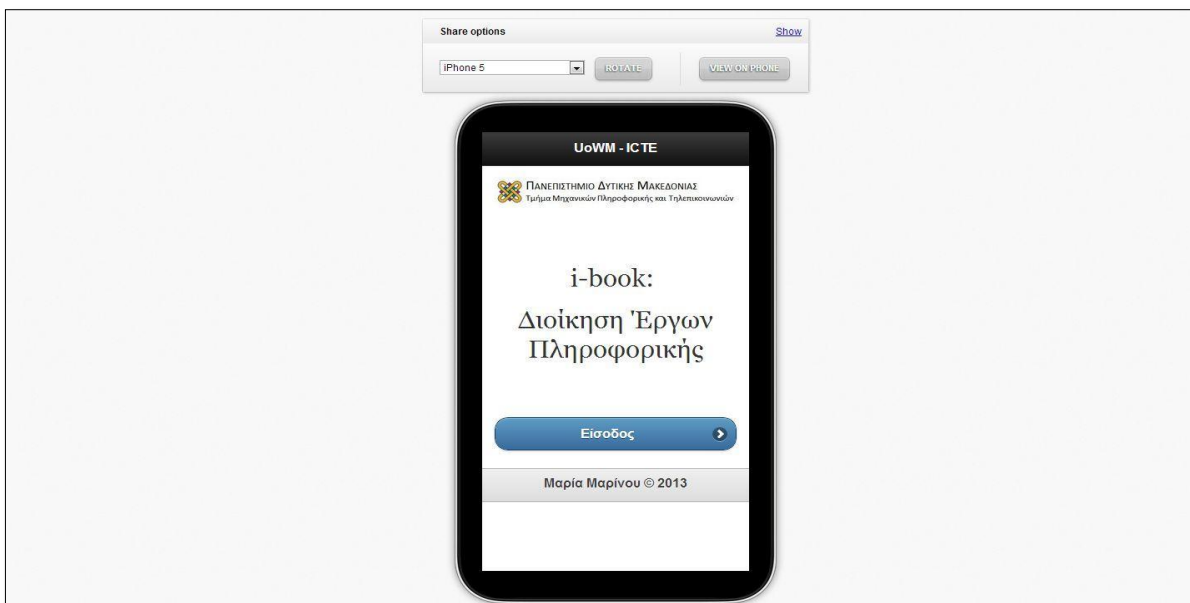 Share options
Show
iPhone 5
ROTATE
VIEW ON PHONE
UoWM - ICTE
ΠΑΝΕΠΙΣΤΗΜΙΟ ΔΥΤΙΚΗΣ ΜΑΚΕΔΟΝΙΑΣ
Τμήμα Μηχανικών Πληροφορικής και Τηλεπικοινωνιών
i-book:
Διοίκηση Έργων
Πληροφορικής
Είσοδος
Μαρία Μαρίνου © 2013